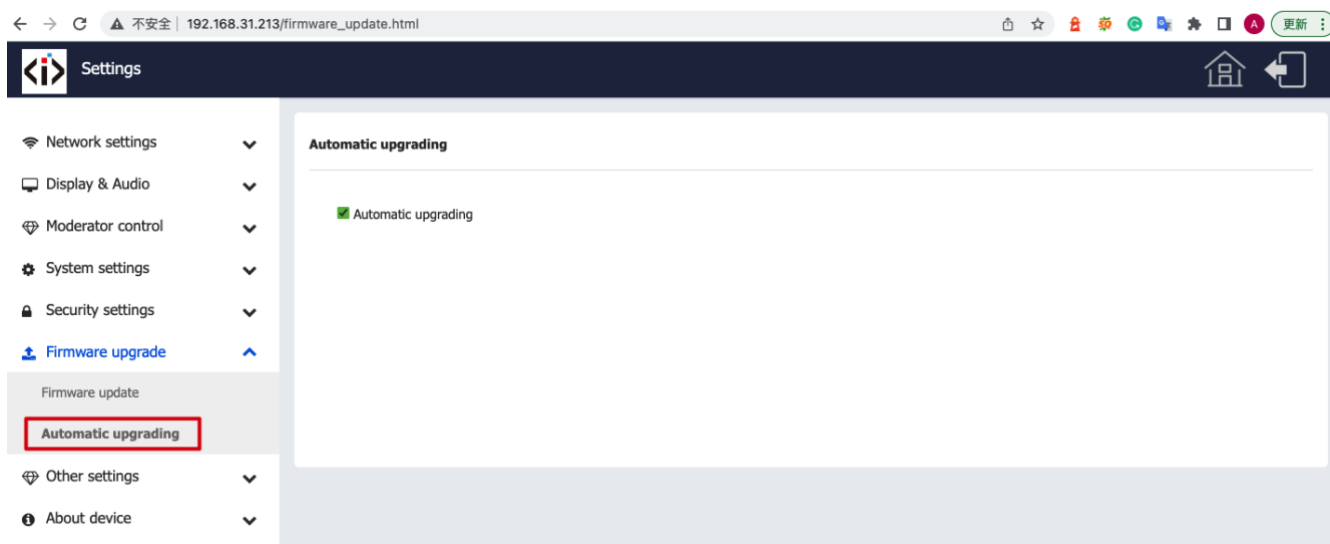 不安全 | 192.168.31.213/firmware_update.html
A
更新
<i> Settings
Network settings
Display & Audio
Moderator control
System settings
Security settings
Firmware upgrade
Firmware update
Automatic upgrading
Other settings
About device
Automatic upgrading
Automatic upgrading